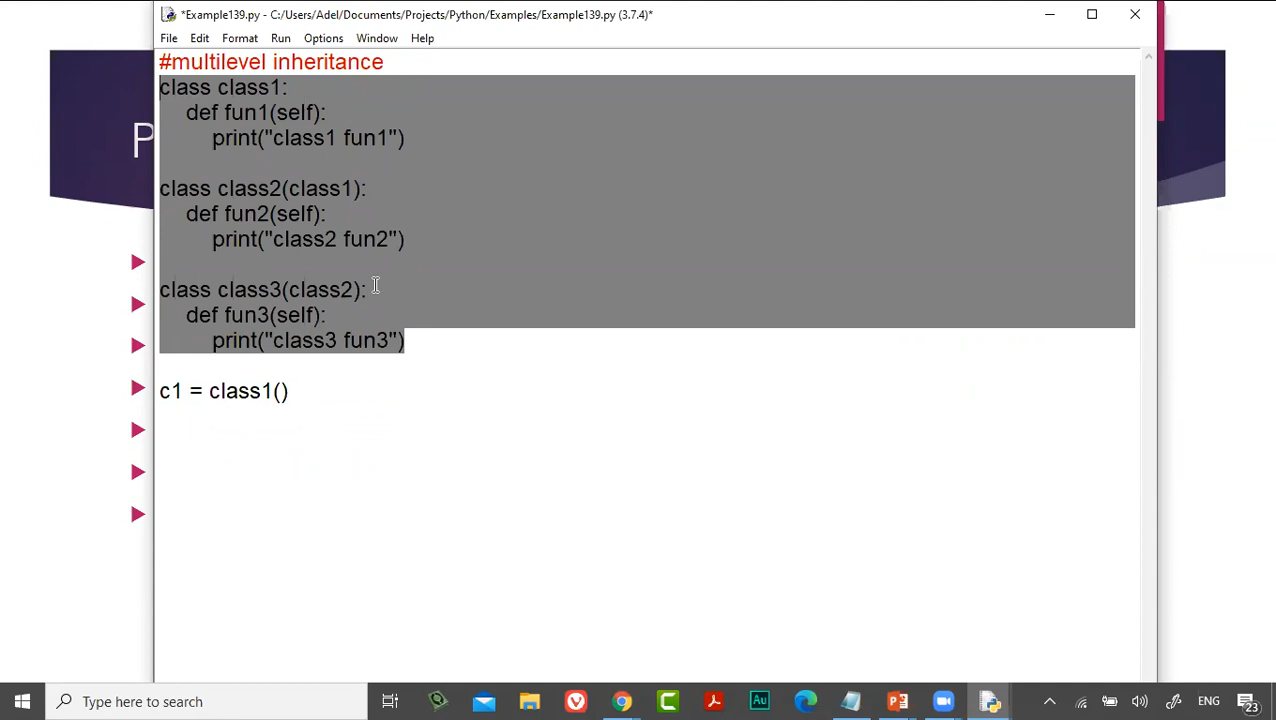 *Example139.py - C:/Users/Adel/Documents/Projects/Python/Examples/Example139.py (3.7.4)*
File Edit Format Run Options Window Help
#multilevel inheritance
class class1:
    def fun1(self):
        print("class1 fun1")
class class2(class1):
    def fun2(self):
        print("class2 fun2")
class class3(class2):
    def fun3(self):
        print("class3 fun3")
c1 = class1()
P
Type here to search
Au
ENG
23